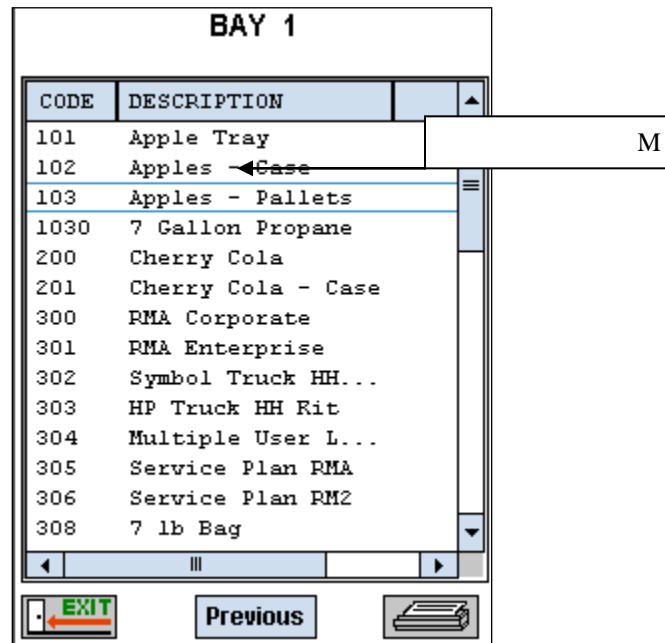 BAY 1
CODE DESCRIPTION
101 Apple Tray
102 Apples - Case
103 Apples - Pallets
1030 7 Gallon Propane
200 Cherry Cola
201 Cherry Cola - Case
300 RMA Corporate
301 RMA Enterprise
302 Symbol Truck HH...
303 HP Truck HH Kit
304 Multiple User L...
305 Service Plan RMA
306 Service Plan RM2
308 7 lb Bag
EXIT Previous
M